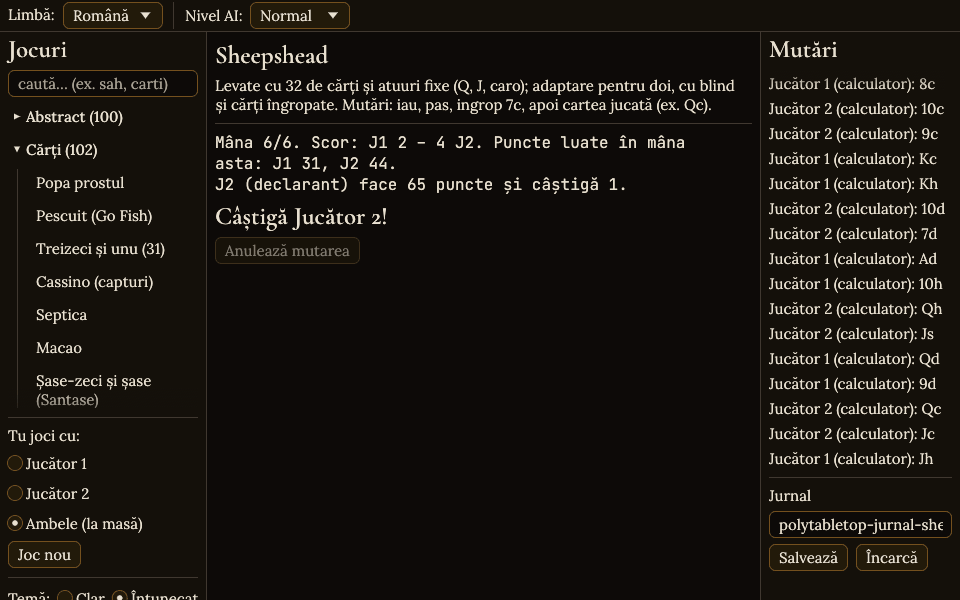 Limbă:
Română
Nivel AI:
Normal
Jocuri
caută... (ex. sah, carti)
Abstract (100)
Cărți (102)
Popa prostul
Pescuit (Go Fish)
Treizeci și unu (31)
Cassino (capturi)
Septica
Macao
Șase-zeci și șase
(Santase)
Tu joci cu:
Jucător 1
Jucător 2
Ambele (la masă)
Joc nou
Temă:
Clar
Întunecat
Sheepshead
Levate cu 32 de cărți și atuuri fixe (Q, J, caro); adaptare pentru doi, cu blind
și cărți îngropate. Mutări: iau, pas, ingrop 7c, apoi cartea jucată (ex. Qc).
Mâna 6/6. Scor: J1 2 – 4 J2. Puncte luate în mâna
asta: J1 31, J2 44.
J2 (declarant) face 65 puncte și câștigă 1.
Câștigă Jucător 2!
Anulează mutarea
Mutări
Jucător 1 (calculator): 8c
Jucător 2 (calculator): 10c
Jucător 2 (calculator): 9c
Jucător 1 (calculator): Kc
Jucător 1 (calculator): Kh
Jucător 2 (calculator): 10d
Jucător 2 (calculator): 7d
Jucător 1 (calculator): Ad
Jucător 1 (calculator): 10h
Jucător 2 (calculator): Qh
Jucător 2 (calculator): Js
Jucător 1 (calculator): Qd
Jucător 1 (calculator): 9d
Jucător 2 (calculator): Qc
Jucător 2 (calculator): Jc
Jucător 1 (calculator): Jh
Jurnal
polytabletop-jurnal-she
Salvează
Încarcă